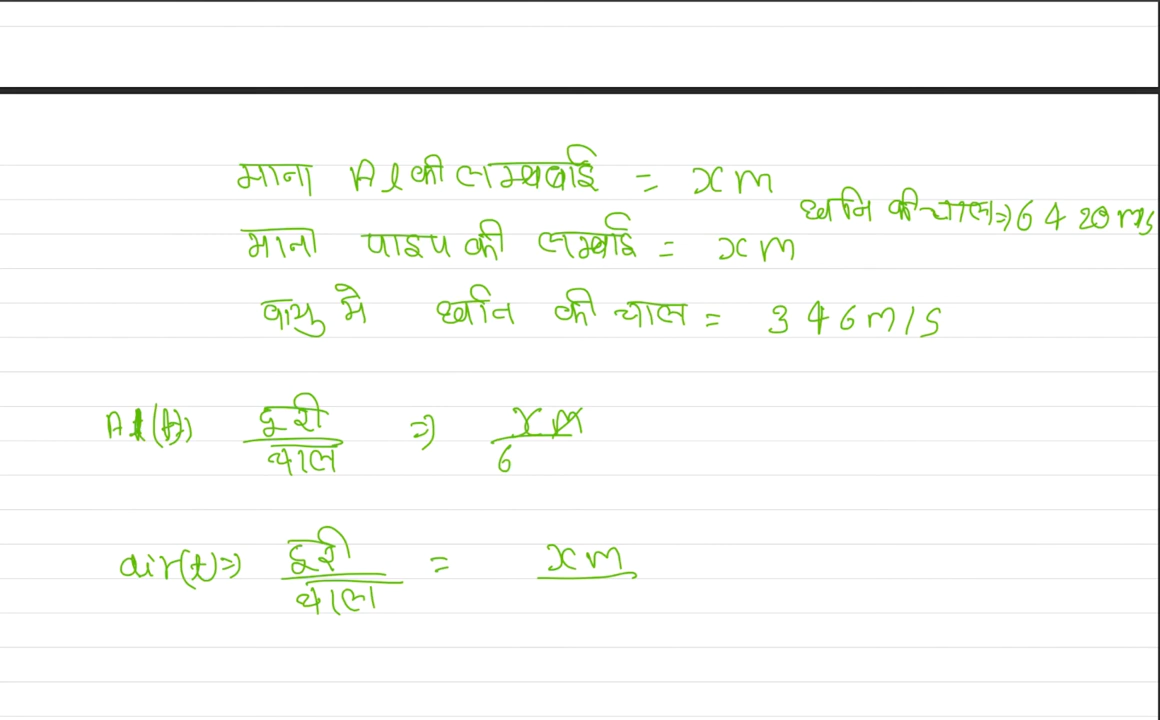 माना Al की लम्बाई = x m
ध्वनि की चाल ⇒ 6420 m/s
माना पाइप की लम्बाई = x m
वायु मे ध्वनि की चाल = 346 m/s
Al(t) दुरी / चाल ⇒ x m / 6
air(t) ⇒ दुरी / चाल = x m